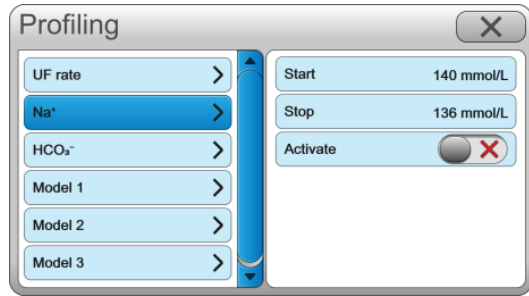 Profiling
UF rate
Na⁺
HCO₃⁻
Model 1
Model 2
Model 3
Start 140 mmol/L
Stop 136 mmol/L
Activate